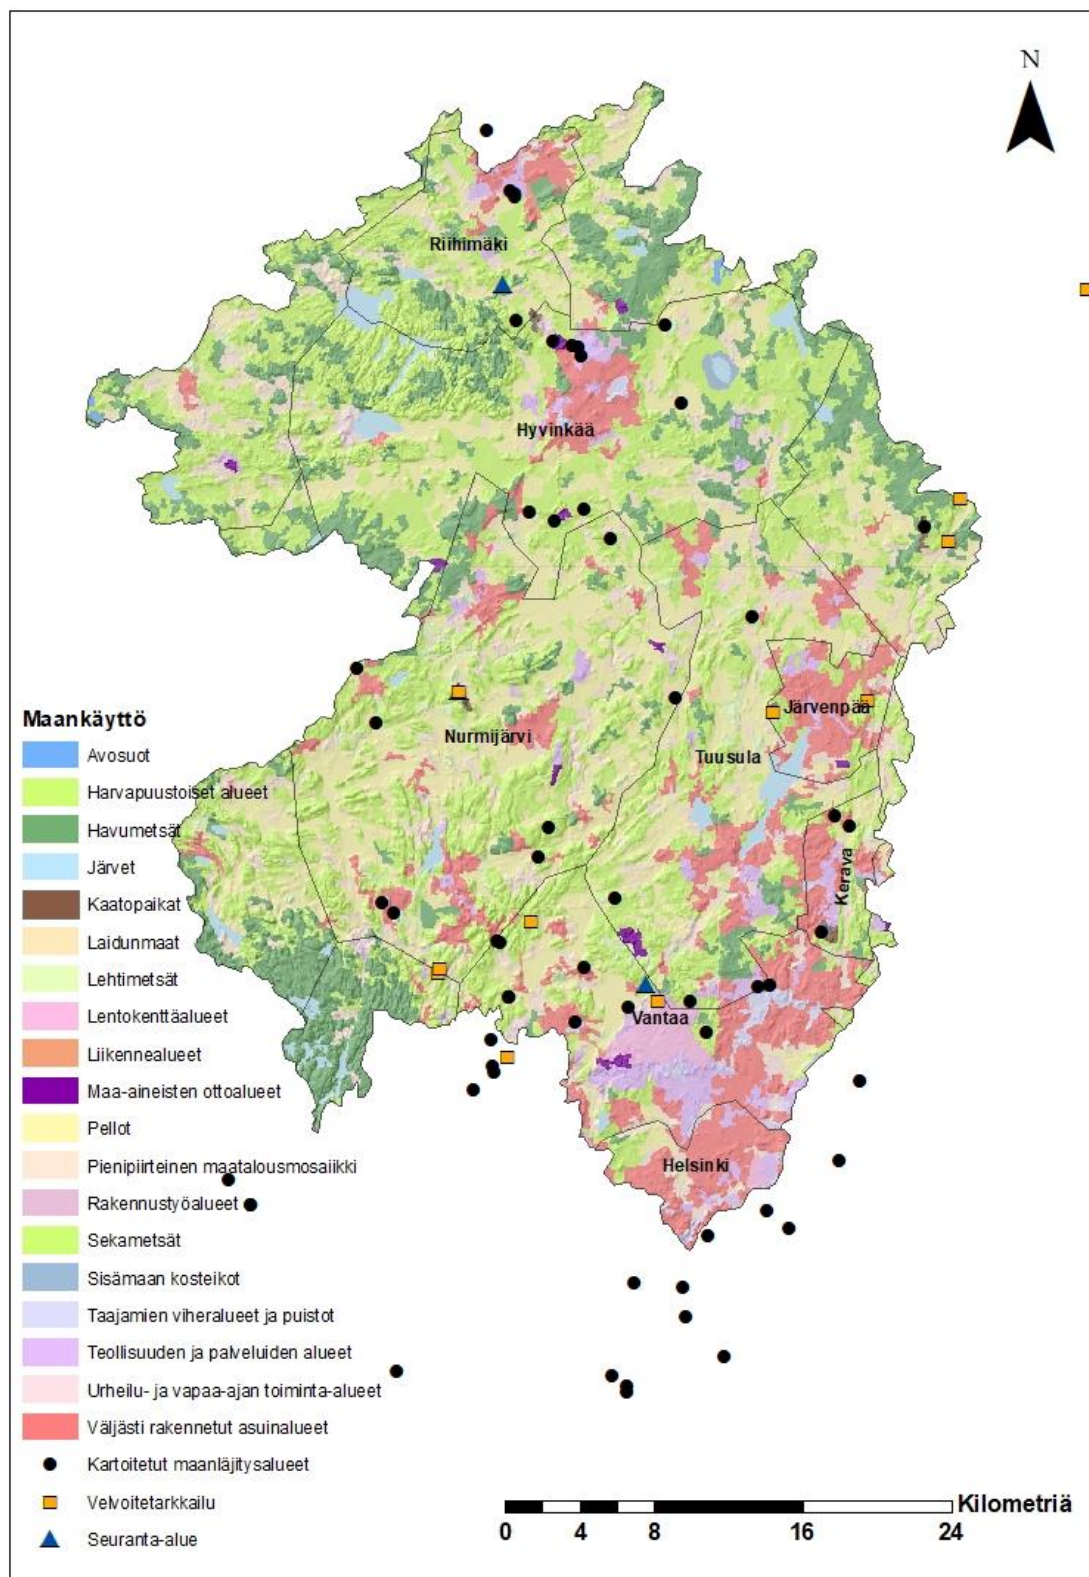 N
Riihimäki
Hyvinkää
Järvenpää
Nurmijärvi
Tuusula
Kerava
Vantaa
Helsinki
Maankäyttö
Avosuot
Harvapuustoiset alueet
Havumetsät
Järvet
Kaatopaikat
Laidunmaat
Lehtimetsät
Lentokenttäalueet
Liikennealueet
Maa-aineisten ottoalueet
Pellot
Pienipiirteinen maatalousmosaiikki
Rakennustyöalueet
Sekametsät
Sisämaan kosteikot
Taajamien viheralueet ja puistot
Teollisuuden ja palveluiden alueet
Urheilu- ja vapaa-ajan toiminta-alueet
Väljästi rakennetut asuinalueet
Kartoitetut maanläjitysalueet
Velvoitetarkkailu
Seuranta-alue
Kilometriä
0 4 8 16 24